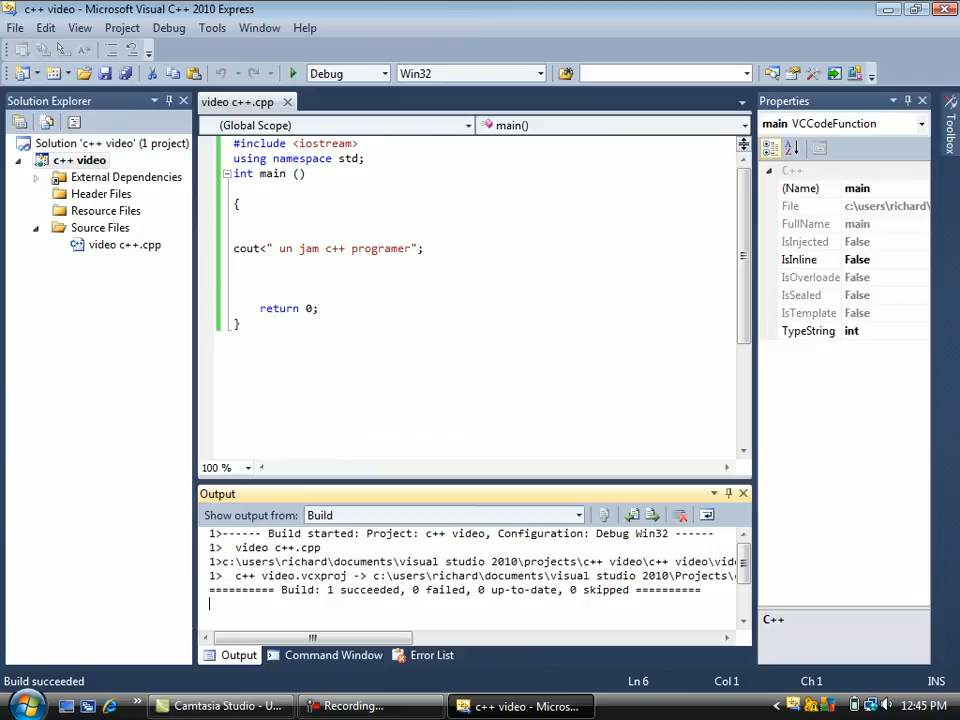 c++ video - Microsoft Visual C++ 2010 Express
File Edit View Project Debug Tools Window Help
Debug Win32
Solution Explorer
Solution 'c++ video' (1 project)
c++ video
External Dependencies
Header Files
Resource Files
Source Files
video c++.cpp
video c++.cpp
(Global Scope) main()
#include <iostream>
using namespace std;
int main ()
{
cout<" un jam c++ programer";
return 0;
}
100 %
Output
Show output from: Build
1>------ Build started: Project: c++ video, Configuration: Debug Win32 ------
1> video c++.cpp
1>c:\users\richard\documents\visual studio 2010\projects\c++ video\c++ video\vide
1> c++ video.vcxproj -> c:\users\richard\documents\visual studio 2010\Projects\c
========== Build: 1 succeeded, 0 failed, 0 up-to-date, 0 skipped ==========
Output Command Window Error List
Properties
main VCCodeFunction
C++
(Name) main
File c:\users\richard\
FullName main
IsInjected False
IsInline False
IsOverloade False
IsSealed False
IsTemplate False
TypeString int
C++
Toolbox
Build succeeded Ln 6 Col 1 Ch 1 INS
Camtasia Studio - U... Recording... c++ video - Micros... 12:45 PM